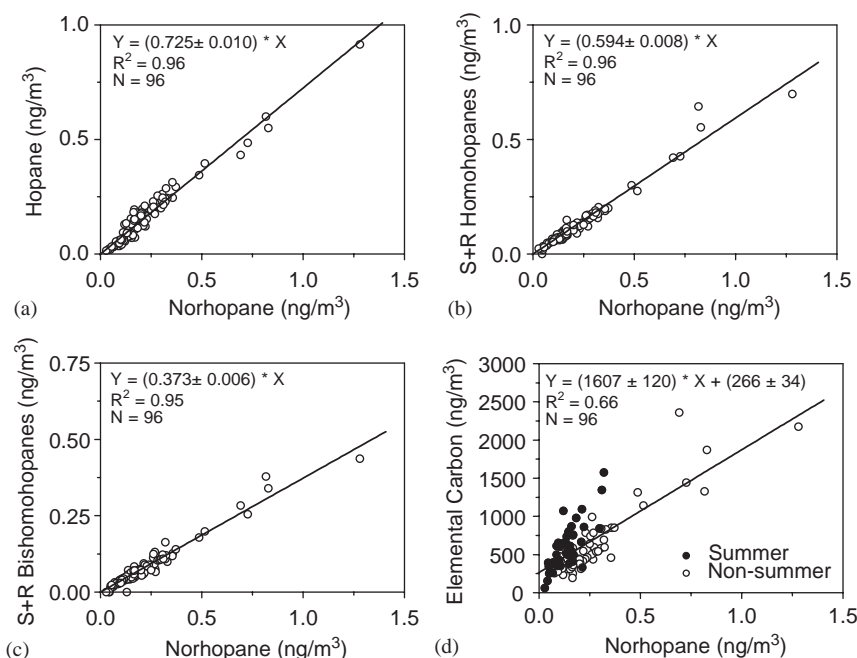 Y = (0.725± 0.010) * X
R² = 0.96
N = 96
1.0
0.5
0.0
Hopane (ng/m³)
0.0 0.5 1.0 1.5
Norhopane (ng/m³)
(a)
Y = (0.594± 0.008) * X
R² = 0.96
N = 96
1.0
0.5
0.0
S+R Homohopanes (ng/m³)
0.0 0.5 1.0 1.5
Norhopane (ng/m³)
(b)
Y = (0.373± 0.006) * X
R² = 0.95
N = 96
0.75
0.50
0.25
0.00
S+R Bishomohopanes (ng/m³)
0.0 0.5 1.0 1.5
Norhopane (ng/m³)
(c)
Y = (1607 ± 120) * X + (266 ± 34)
R² = 0.66
N = 96
3000
2500
2000
1500
1000
500
0
Elemental Carbon (ng/m³)
Summer
Non-summer
0.0 0.5 1.0 1.5
Norhopane (ng/m³)
(d)